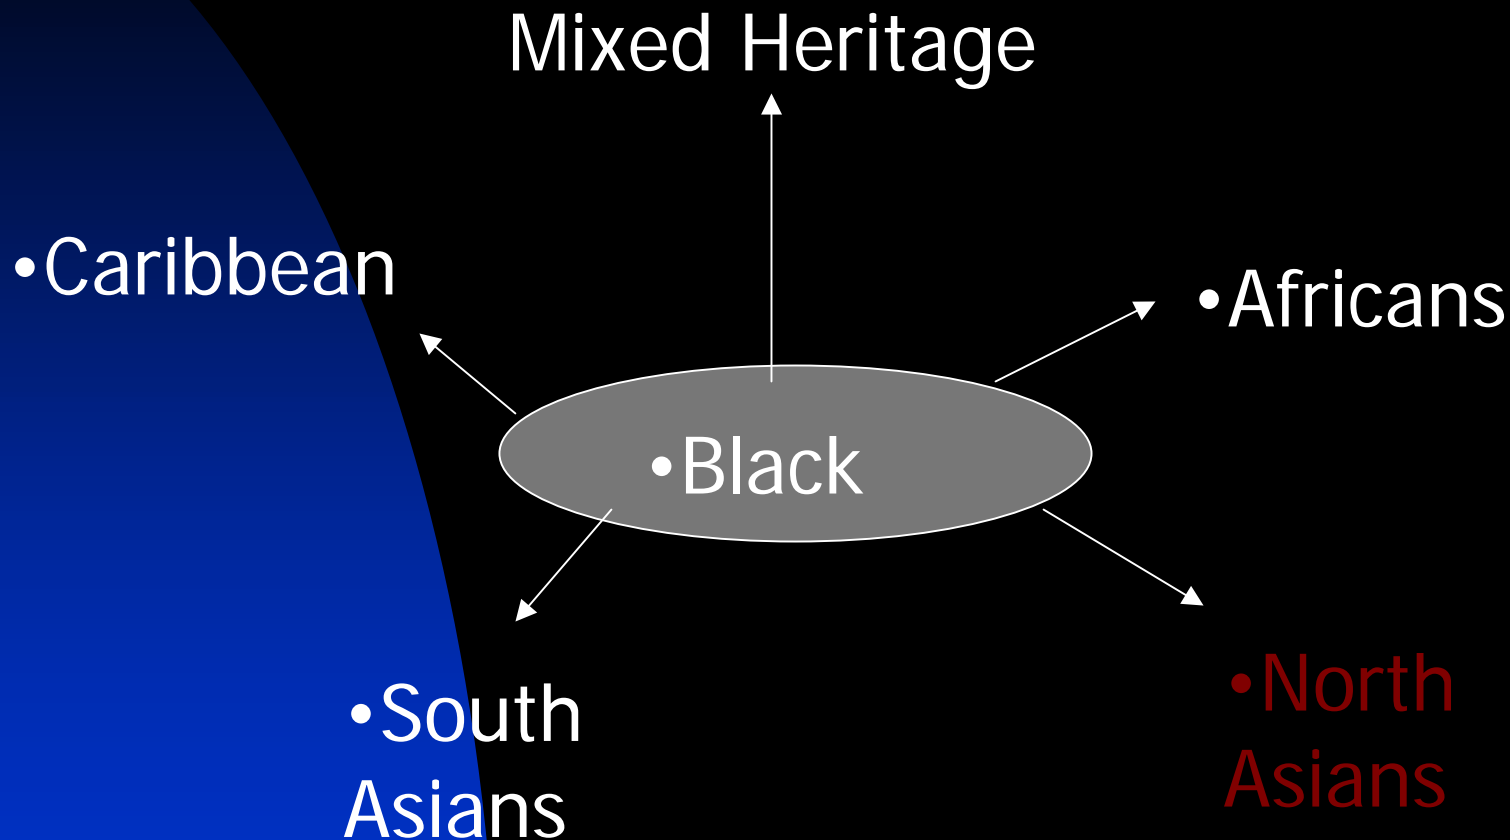 Mixed Heritage
•Caribbean
•Africans
•Black
•South
Asians
•North
Asians